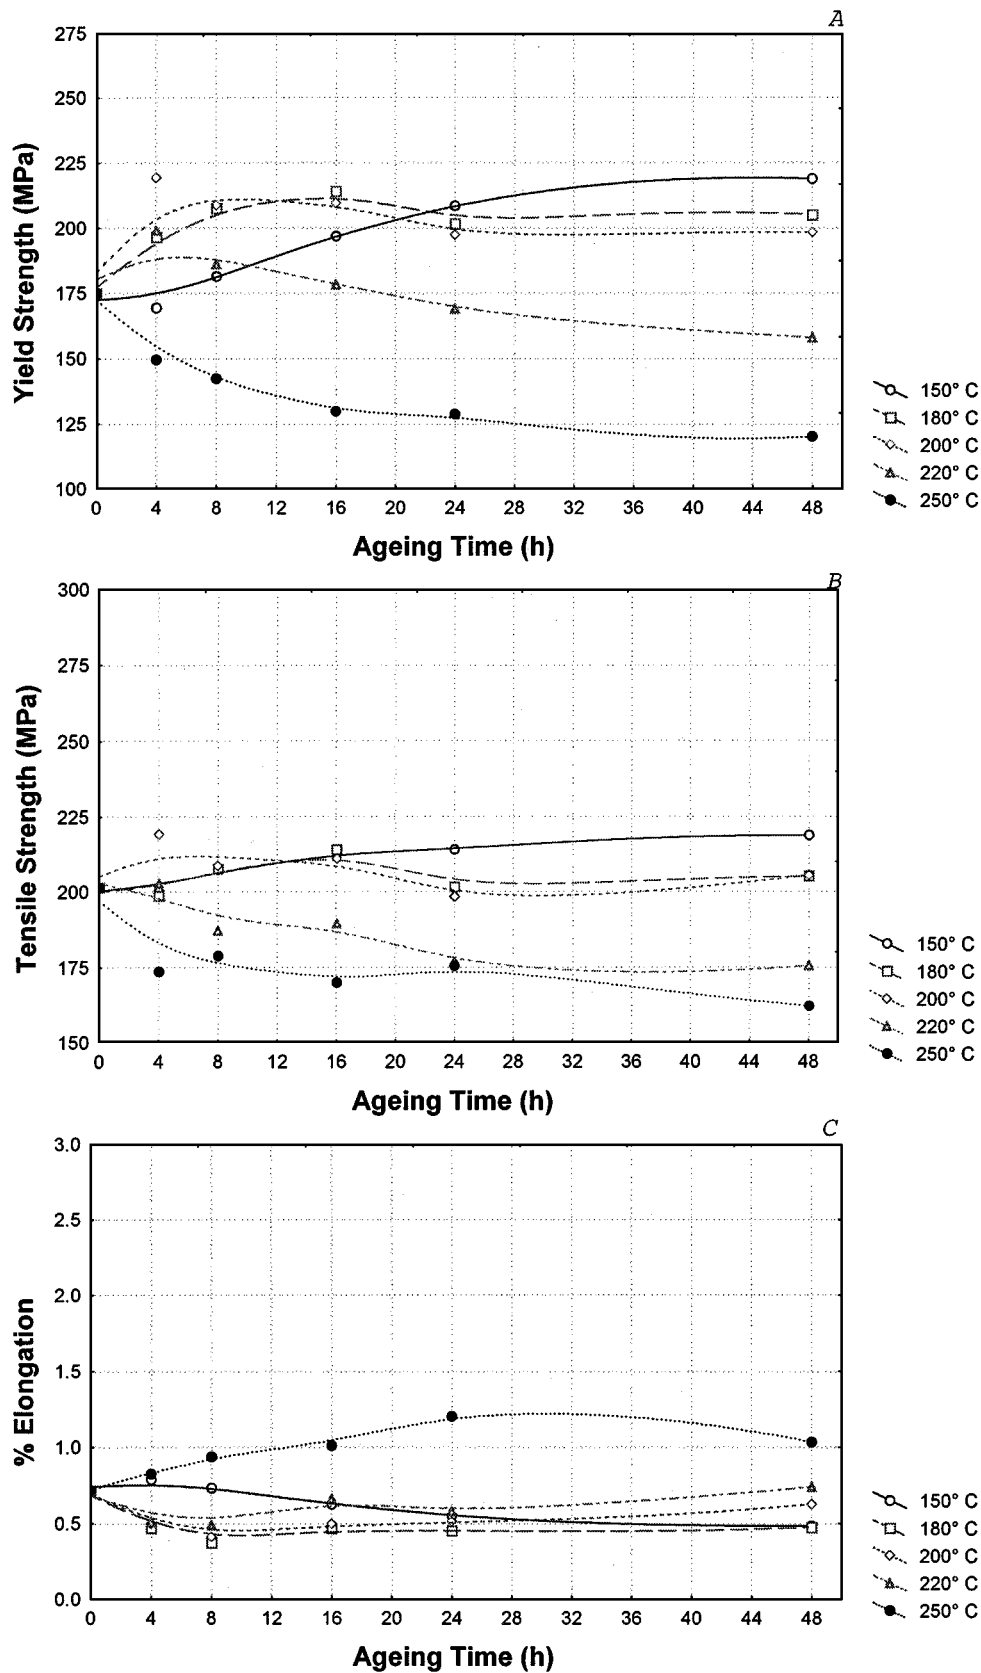 A
275
250
225
200
175
150
125
100
Yield Strength (MPa)
0 4 8 12 16 20 24 28 32 36 40 44 48
Ageing Time (h)
150° C
180° C
200° C
220° C
250° C
B
300
275
250
225
200
175
150
Tensile Strength (MPa)
0 4 8 12 16 20 24 28 32 36 40 44 48
Ageing Time (h)
150° C
180° C
200° C
220° C
250° C
C
3.0
2.5
2.0
1.5
1.0
0.5
0.0
% Elongation
0 4 8 12 16 20 24 28 32 36 40 44 48
Ageing Time (h)
150° C
180° C
200° C
220° C
250° C